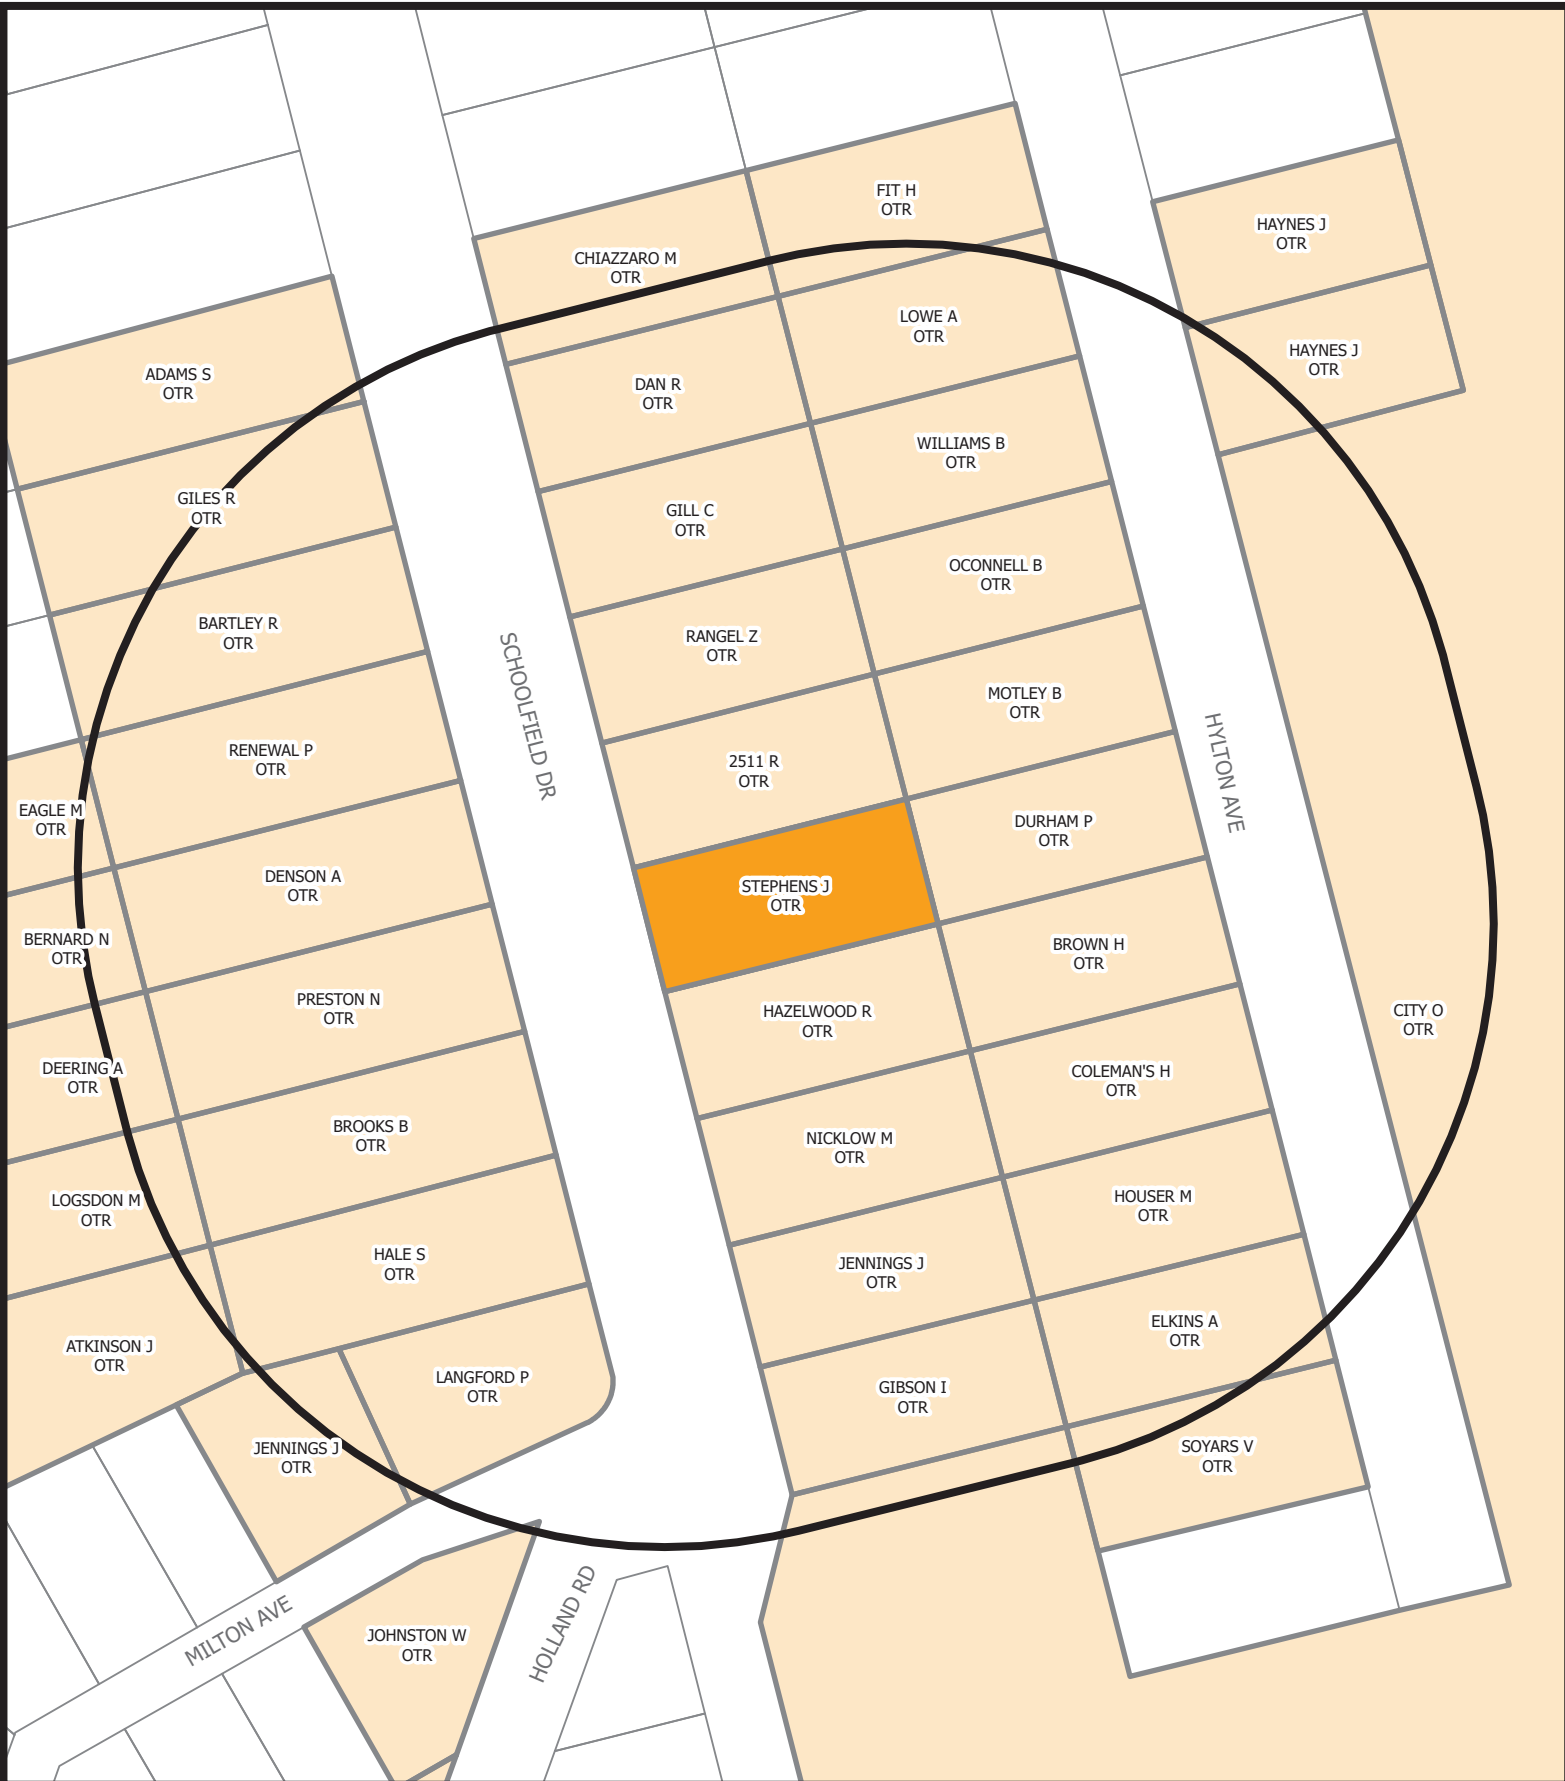 FIT H
OTR
HAYNES J
OTR
CHIAZZARO M
OTR
LOWE A
OTR
HAYNES J
OTR
ADAMS S
OTR
DAN R
OTR
WILLIAMS B
OTR
GILES R
OTR
GILL C
OTR
OCONNELL B
OTR
BARTLEY R
OTR
RANGEL Z
OTR
SCHOOLFIELD DR
MOTLEY B
OTR
HYLTON AVE
RENEWAL P
OTR
2511 R
OTR
EAGLE M
OTR
DURHAM P
OTR
DENSON A
OTR
STEPHENS J
OTR
BERNARD N
OTR
BROWN H
OTR
PRESTON N
OTR
HAZELWOOD R
OTR
CITY O
OTR
DEERING A
OTR
COLEMAN'S H
OTR
BROOKS B
OTR
NICKLOW M
OTR
LOGSDON M
OTR
HOUSER M
OTR
HALE S
OTR
JENNINGS J
OTR
ATKINSON J
OTR
ELKINS A
OTR
LANGFORD P
OTR
GIBSON I
OTR
JENNINGS J
OTR
SOYARS V
OTR
MILTON AVE
HOLLAND RD
JOHNSTON W
OTR